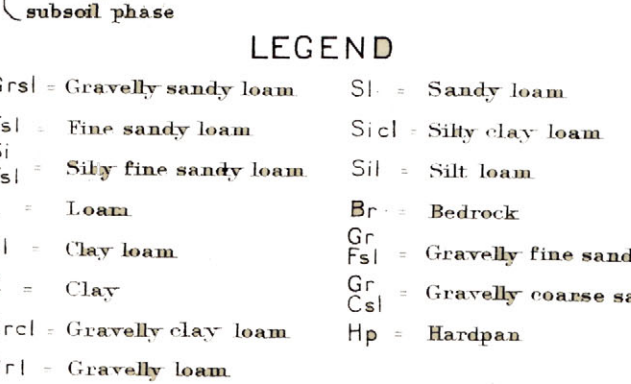 subsoil phase
LEGEND
Grsl = Gravelly sandy loam
fsl = Fine sandy loam
Si
fsl = Silty fine sandy loam
= Loam
l = Clay loam
= Clay
rcl = Gravelly clay loam
rl = Gravelly loam
Sl = Sandy loam
Sicl = Silty clay loam
Sil = Silt loam
Br = Bedrock
Gr
Fsl = Gravelly fine sand
Gr
Csl = Gravelly coarse sa
Hp = Hardpan